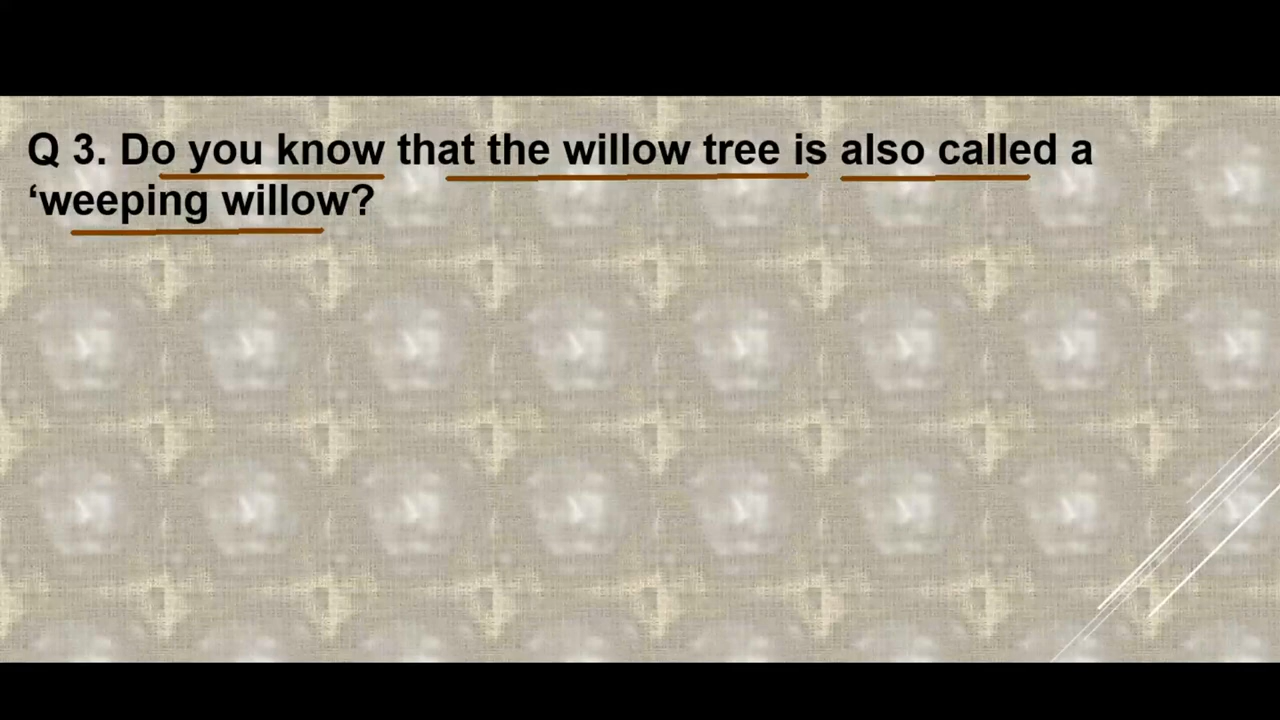 Q 3. Do you know that the willow tree is also called a
‘weeping willow?